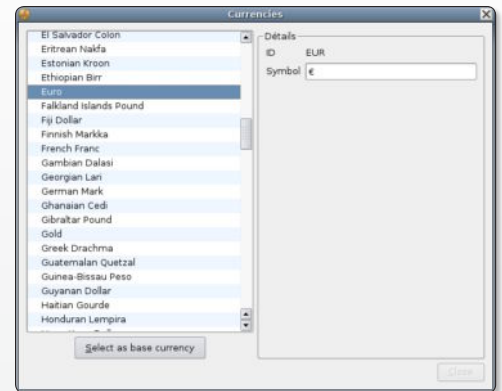 Currencies
El Salvador Colon
Eritrean Nakfa
Estonian Kroon
Ethiopian Birr
Euro
Falkland Islands Pound
Fiji Dollar
Finnish Markka
French Franc
Gambian Dalasi
Georgian Lari
German Mark
Ghanaian Cedi
Gibraltar Pound
Gold
Greek Drachma
Guatemalan Quetzal
Guinea-Bissau Peso
Guyanan Dollar
Haitian Gourde
Honduran Lempira
Select as base currency
Détails
ID EUR
Symbol €
Close